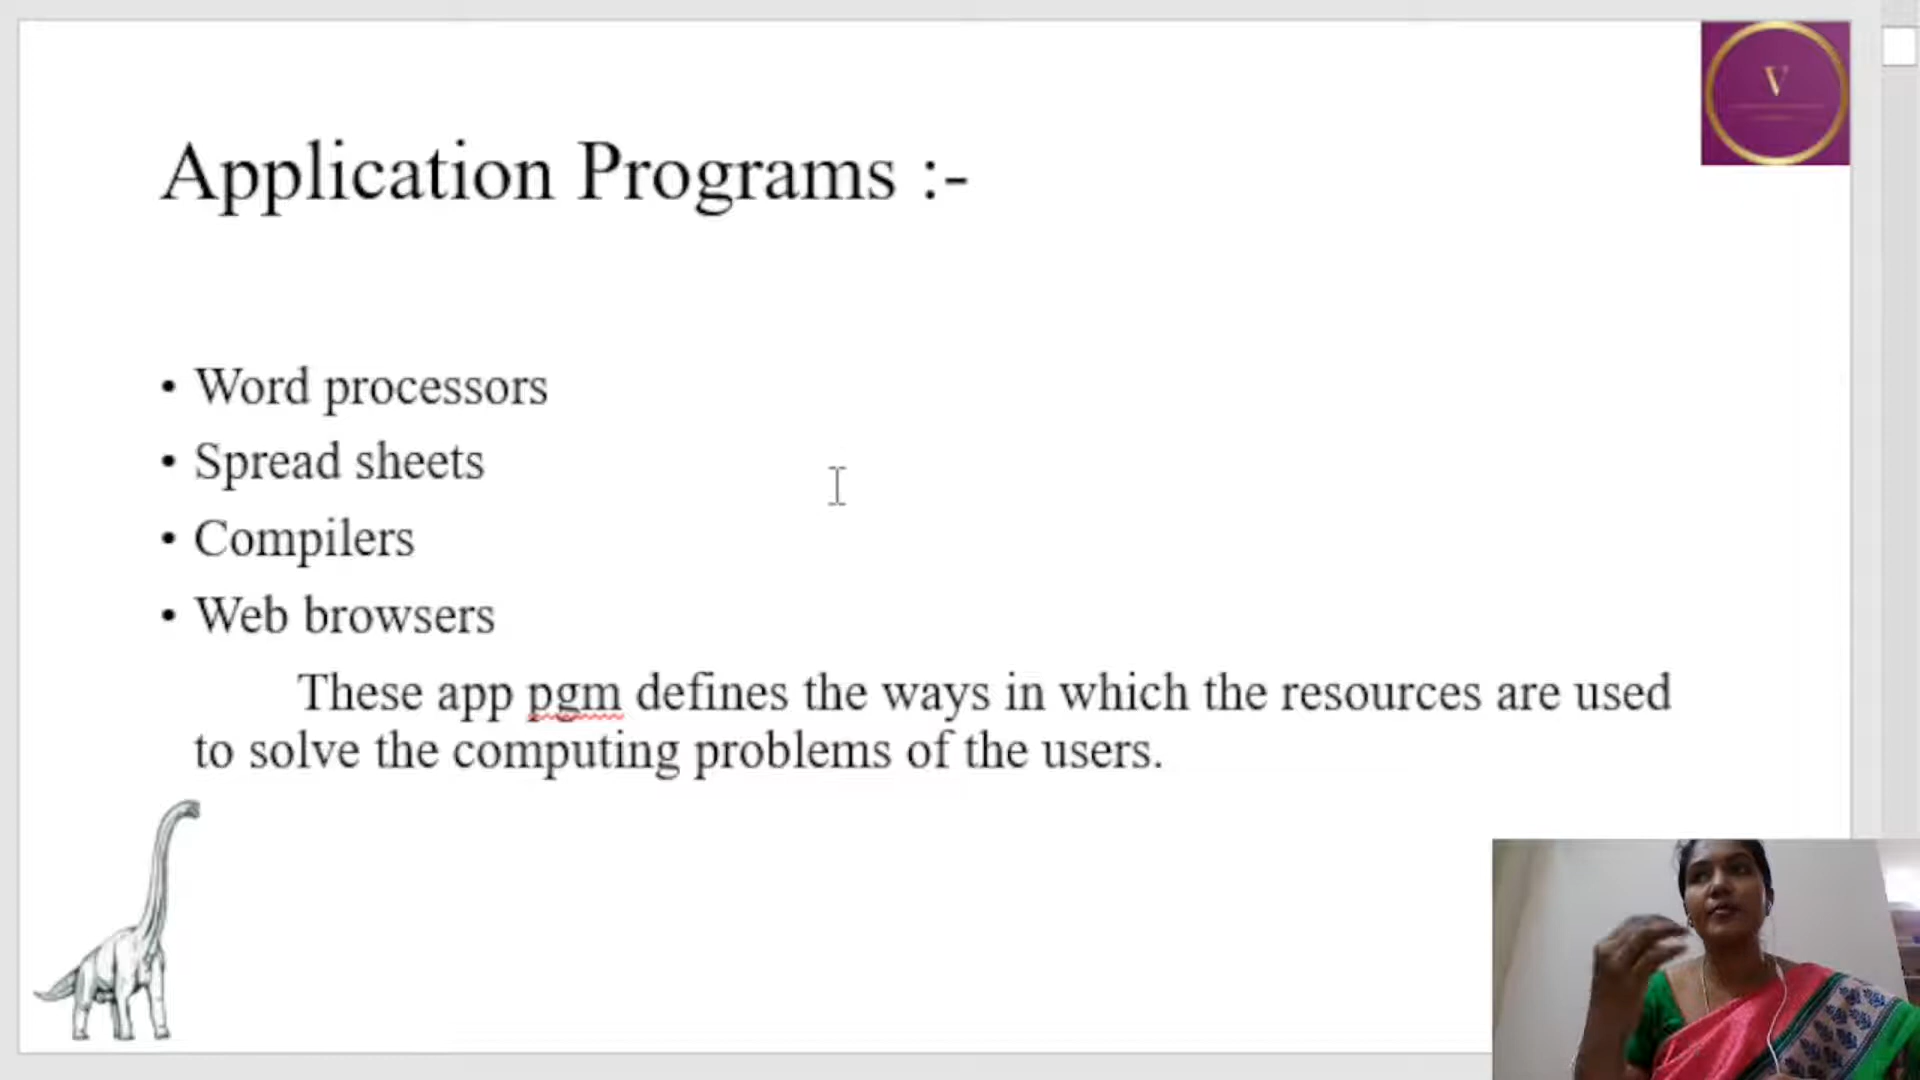 V
Application Programs :-
• Word processors
• Spread sheets
• Compilers
• Web browsers
These app pgm defines the ways in which the resources are used
to solve the computing problems of the users.